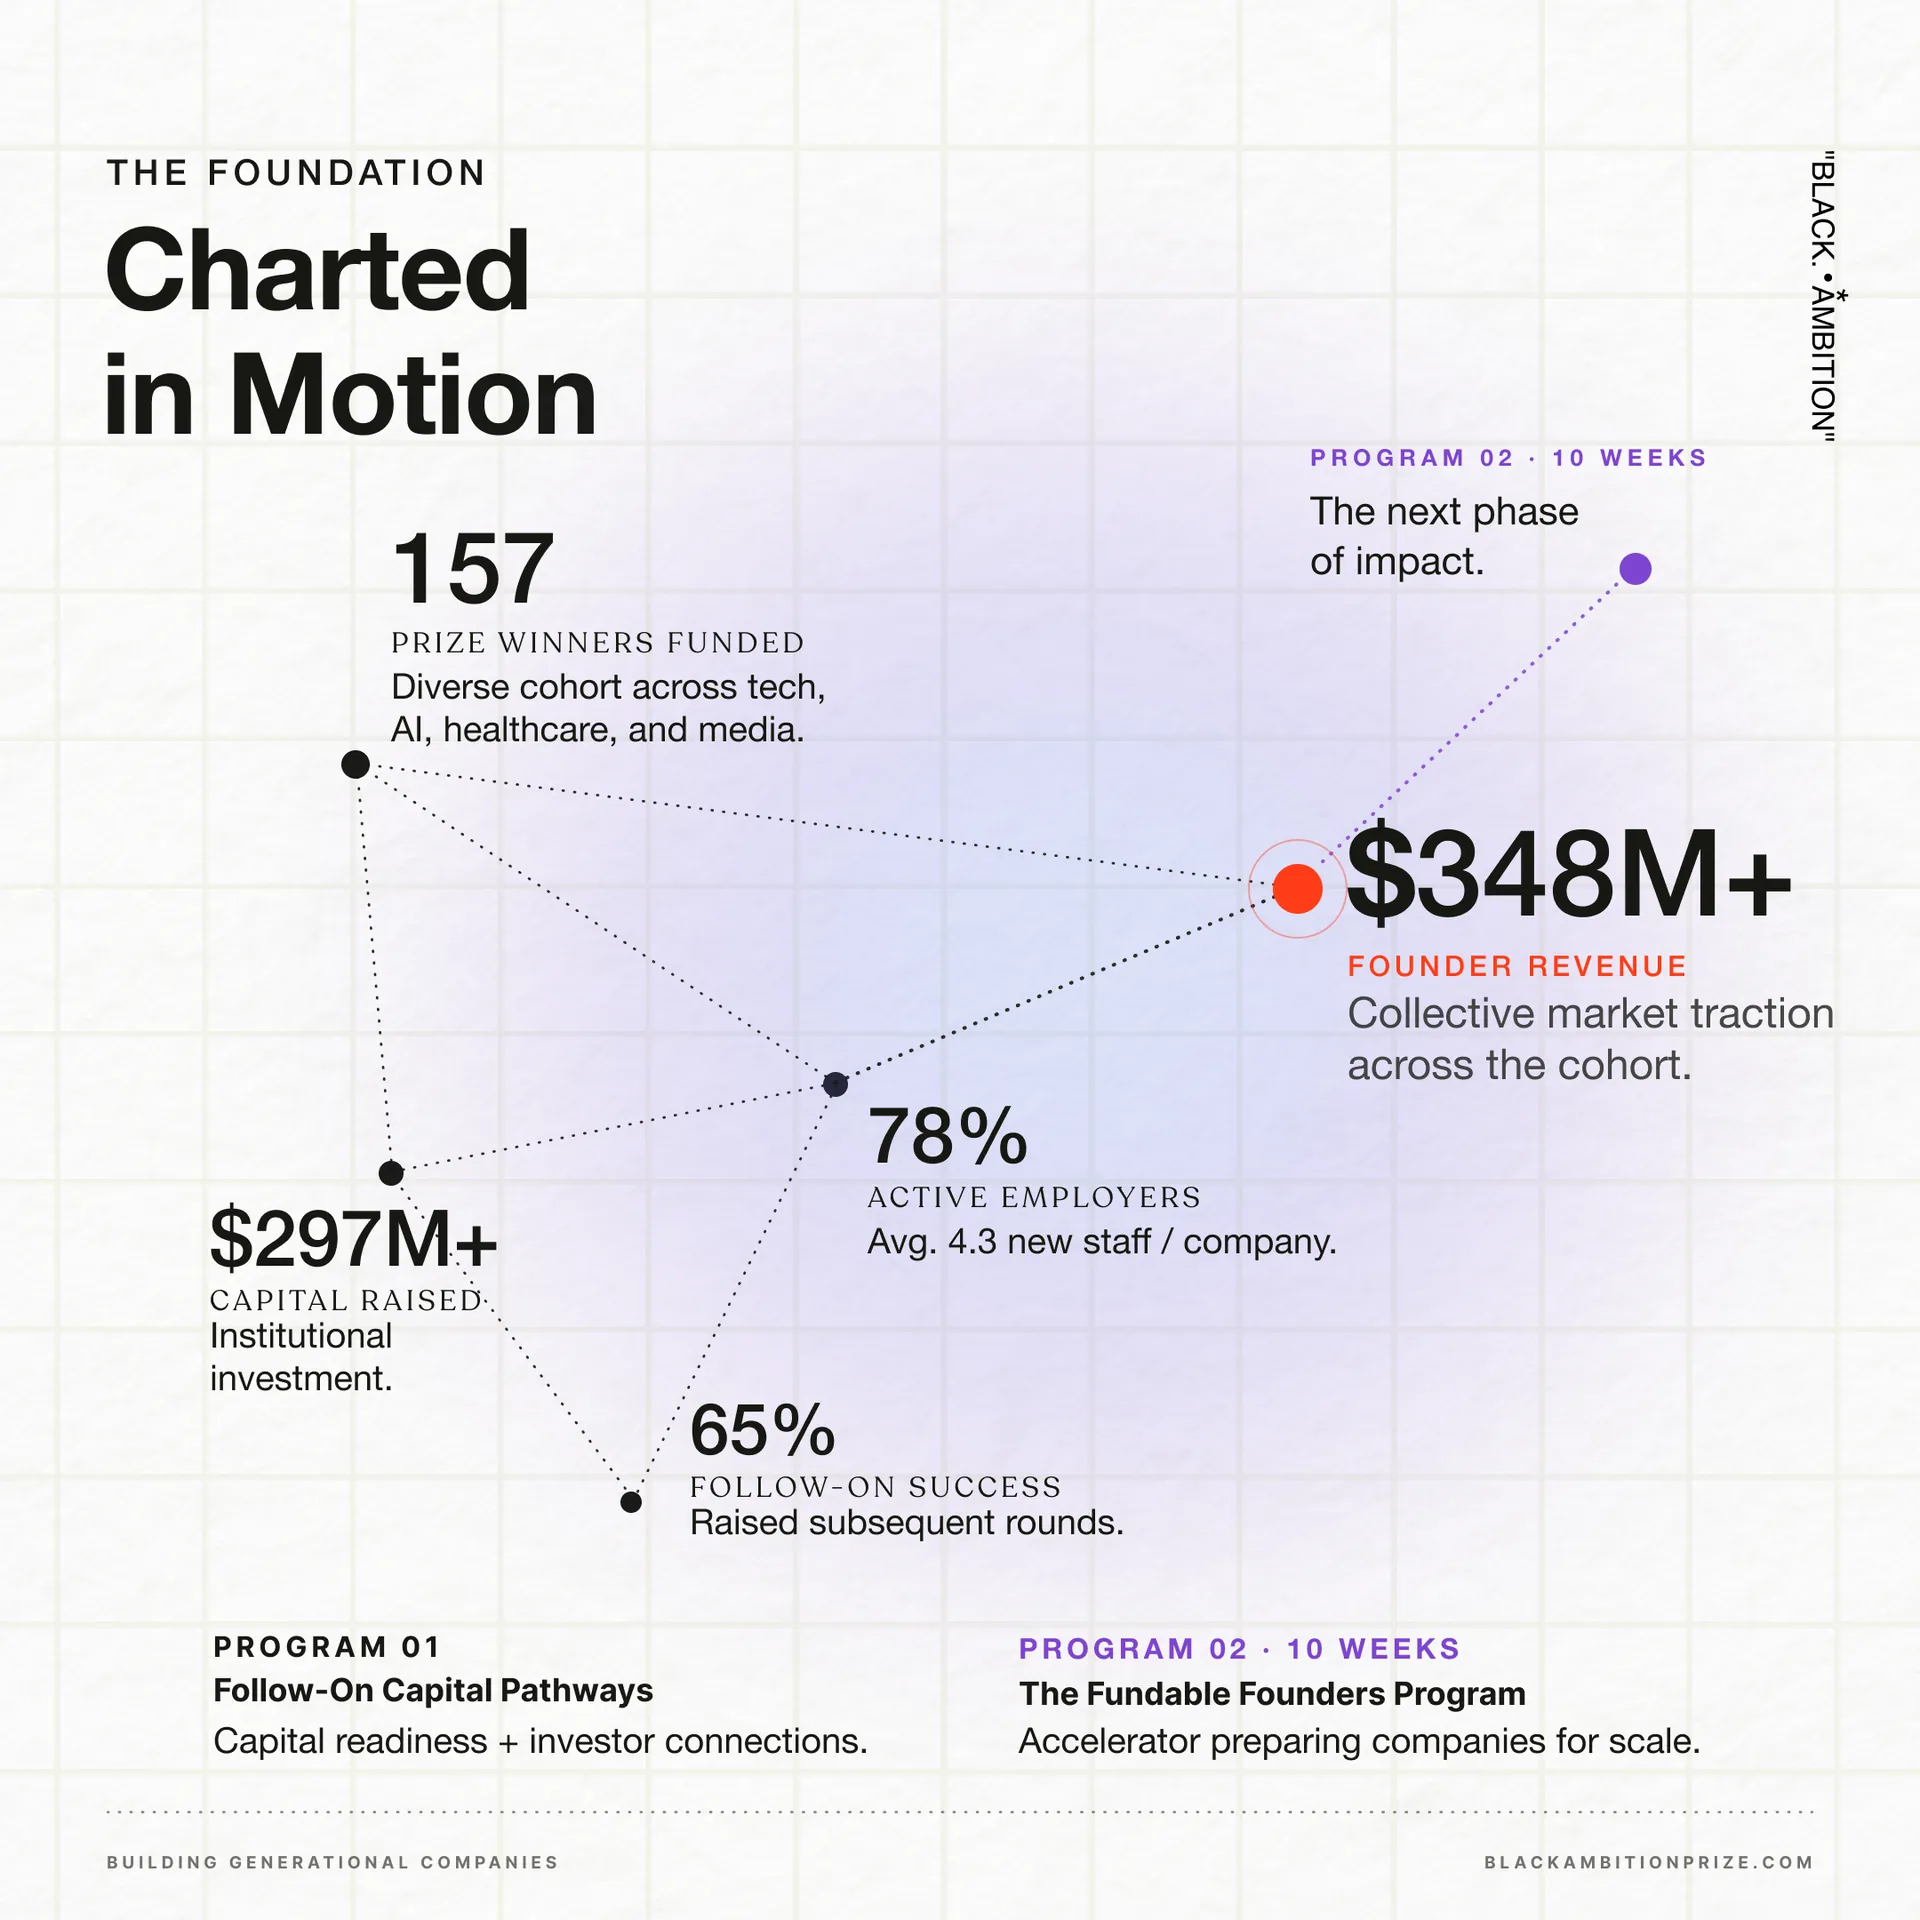 THE FOUNDATION
Charted
in Motion
"BLACK. • *AMBITION"
PROGRAM 02 · 10 WEEKS
The next phase
of impact.
157
PRIZE WINNERS FUNDED
Diverse cohort across tech,
AI, healthcare, and media.
$348M+
FOUNDER REVENUE
Collective market traction
across the cohort.
78%
ACTIVE EMPLOYERS
Avg. 4.3 new staff / company.
$297M+
CAPITAL RAISED
Institutional
investment.
65%
FOLLOW-ON SUCCESS
Raised subsequent rounds.
PROGRAM 01
Follow-On Capital Pathways
Capital readiness + investor connections.
PROGRAM 02 · 10 WEEKS
The Fundable Founders Program
Accelerator preparing companies for scale.
BUILDING GENERATIONAL COMPANIES
BLACKAMBITIONPRIZE.COM